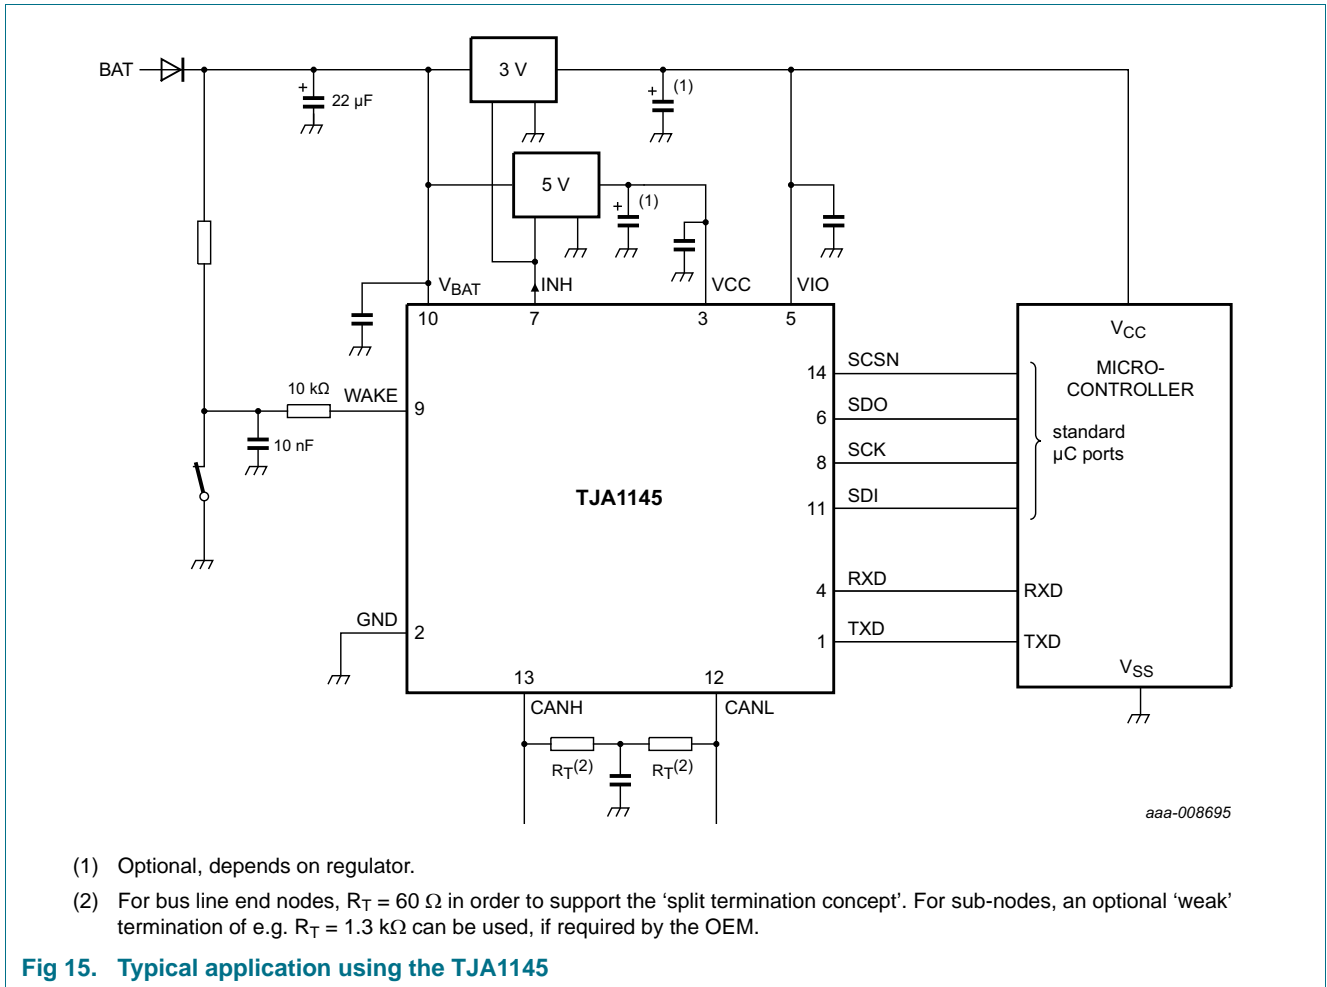 BAT
3 V
+ (1)
+ 22 µF
5 V
+ (1)
VBAT
INH
VCC
VIO
10
7
3
5
VCC
MICRO-
CONTROLLER
14 SCSN
10 kΩ WAKE 9
6 SDO
standard
µC ports
10 nF
8 SCK
TJA1145
11 SDI
4 RXD RXD
GND 2
1 TXD TXD
VSS
13
12
CANH
CANL
RT(2)
RT(2)
aaa-008695
(1) Optional, depends on regulator.
(2) For bus line end nodes, RT = 60 Ω in order to support the ‘split termination concept’. For sub-nodes, an optional ‘weak’
termination of e.g. RT = 1.3 kΩ can be used, if required by the OEM.
Fig 15. Typical application using the TJA1145